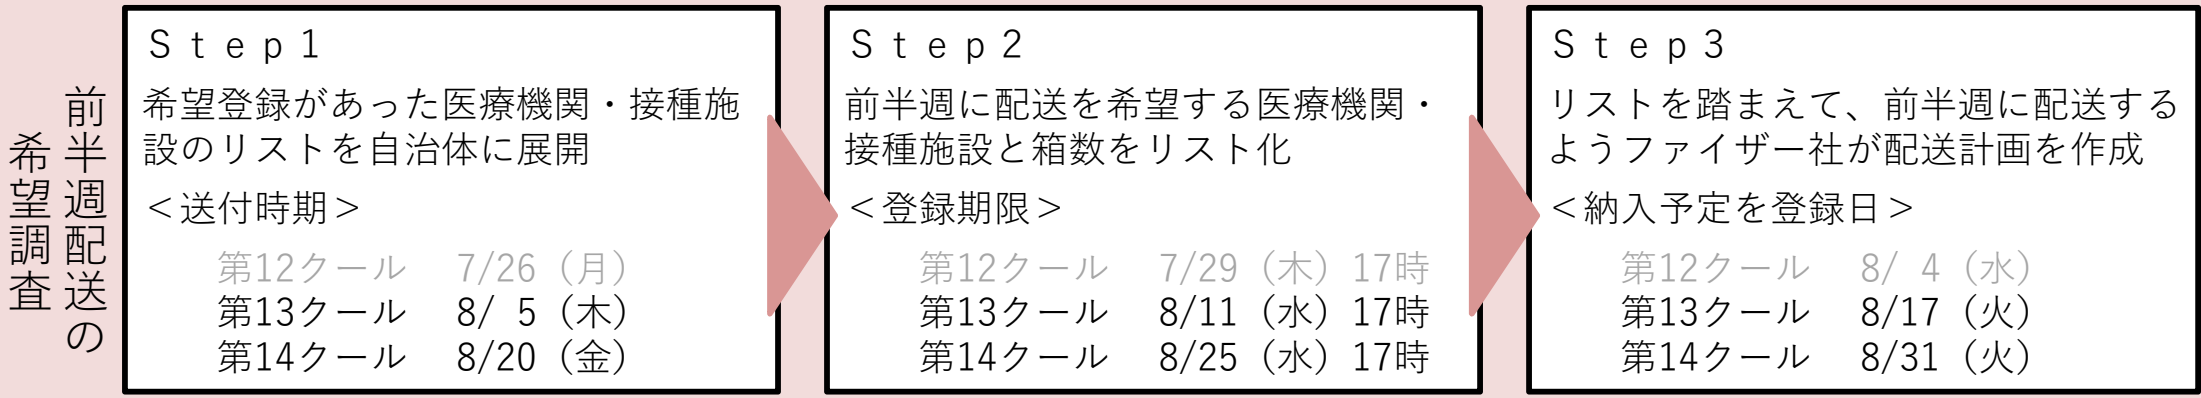 前半週配送の
希望調査
Ｓｔｅｐ１
希望登録があった医療機関・接種施
設のリストを自治体に展開
＜送付時期＞
第12クール　7/26（月）
第13クール　8/ 5（木）
第14クール　8/20（金）
Ｓｔｅｐ２
前半週に配送を希望する医療機関・
接種施設と箱数をリスト化
＜登録期限＞
第12クール　7/29（木）17時
第13クール　8/11（水）17時
第14クール　8/25（水）17時
Ｓｔｅｐ３
リストを踏まえて、前半週に配送する
ようファイザー社が配送計画を作成
＜納入予定を登録日＞
第12クール　8/ 4（水）
第13クール　8/17（火）
第14クール　8/31（火）